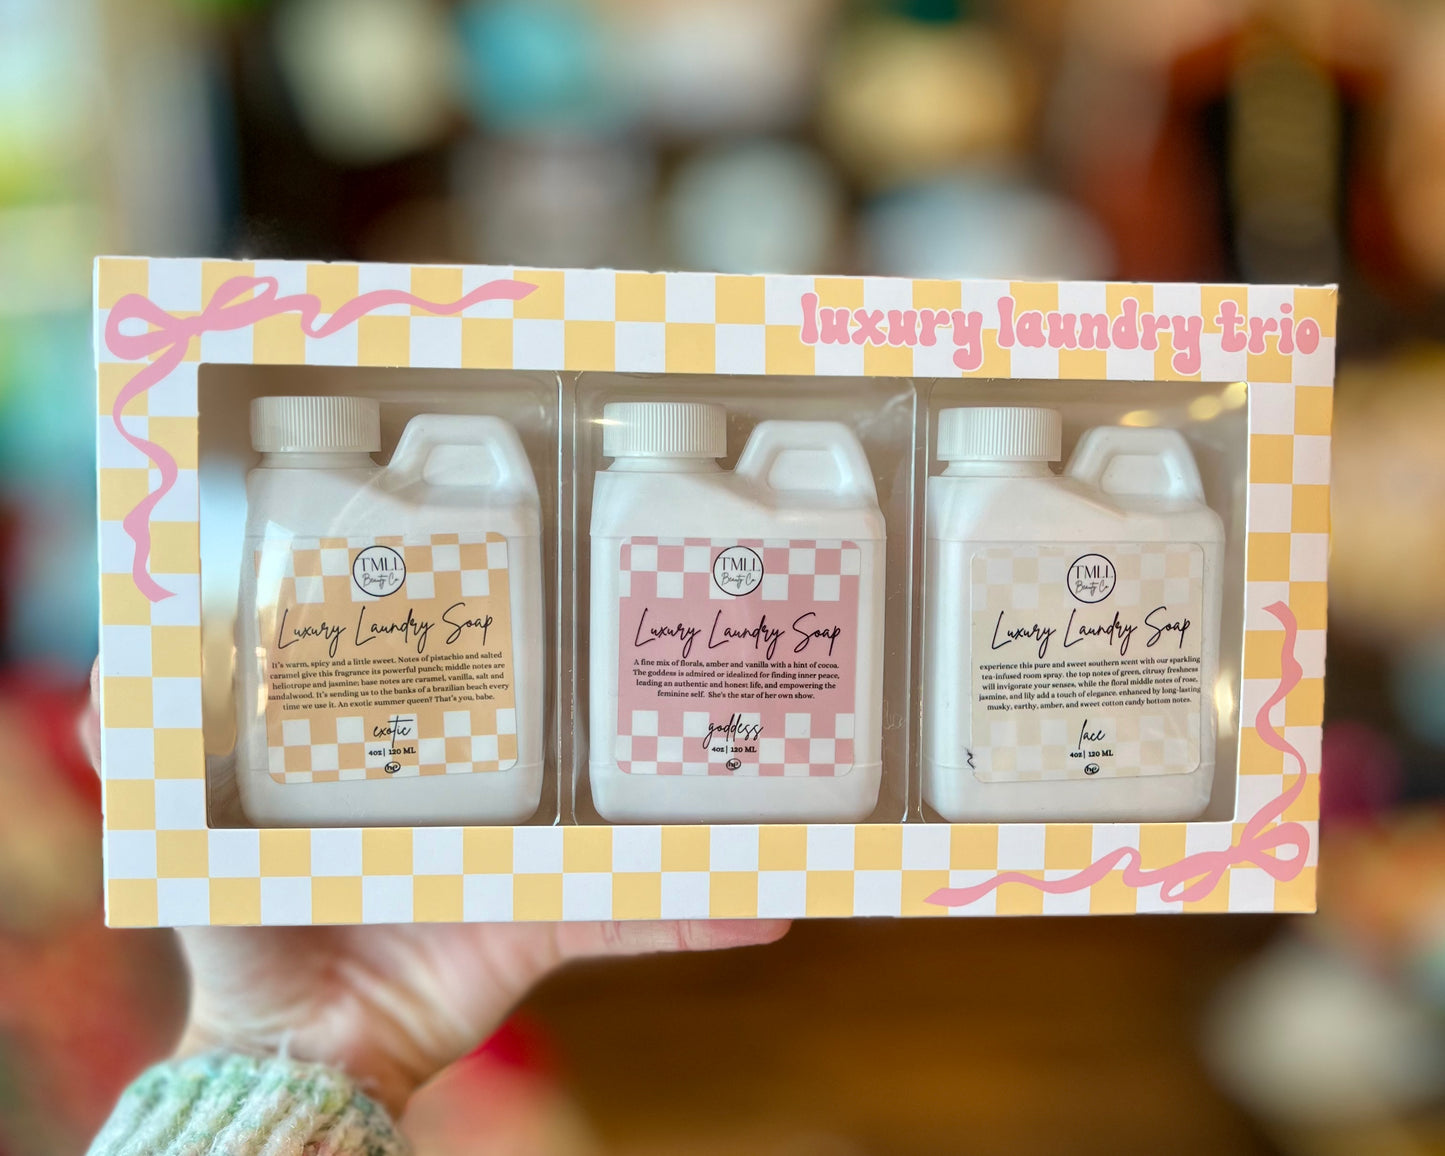 luxury laundry trio
TMLL
Beauty Co
Luxury Laundry Soap
It's warm, spicy and a little sweet. Notes of pistachio and salted
caramel give this fragrance its powerful punch; middle notes are
heliotrope and jasmine; base notes are caramel, vanilla, salt and
sandalwood. It's sending us to the banks of a brazilian beach every
time we use it. An exotic summer queen? That's you, babe.
exotic
4oz | 120 ML
hp
TMLL
Beauty Co
Luxury Laundry Soap
A fine mix of florals, amber and vanilla with a hint of cocoa.
The goddess is admired or idealized for finding inner peace,
leading an authentic and honest life, and empowering the
feminine self. She's the star of her own show.
goddess
4oz | 120 ML
hp
TMLL
Beauty Co
Luxury Laundry Soap
experience this pure and sweet southern scent with our sparkling
tea-infused room spray. the top notes of green, citrusy freshness
will invigorate your senses, while the floral middle notes of rose,
jasmine, and lily add a touch of elegance. enhanced by long-lasting
musky, earthy, amber, and sweet cotton candy bottom notes.
lace
4oz | 120 ML
hp